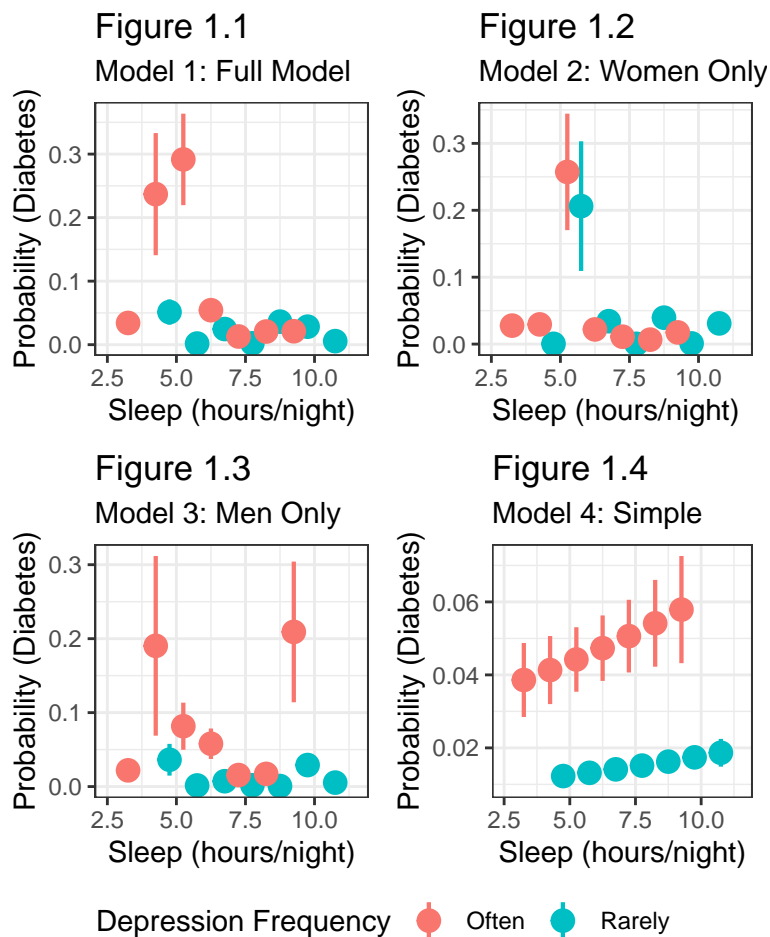 Figure 1.1
Model 1: Full Model
Probability (Diabetes)
0.3
0.2
0.1
0.0
2.5 5.0 7.5 10.0
Sleep (hours/night)
Figure 1.2
Model 2: Women Only
Probability (Diabetes)
0.3
0.2
0.1
0.0
2.5 5.0 7.5 10.0
Sleep (hours/night)
Figure 1.3
Model 3: Men Only
Probability (Diabetes)
0.3
0.2
0.1
0.0
2.5 5.0 7.5 10.0
Sleep (hours/night)
Figure 1.4
Model 4: Simple
Probability (Diabetes)
0.06
0.04
0.02
2.5 5.0 7.5 10.0
Sleep (hours/night)
Depression Frequency Often Rarely